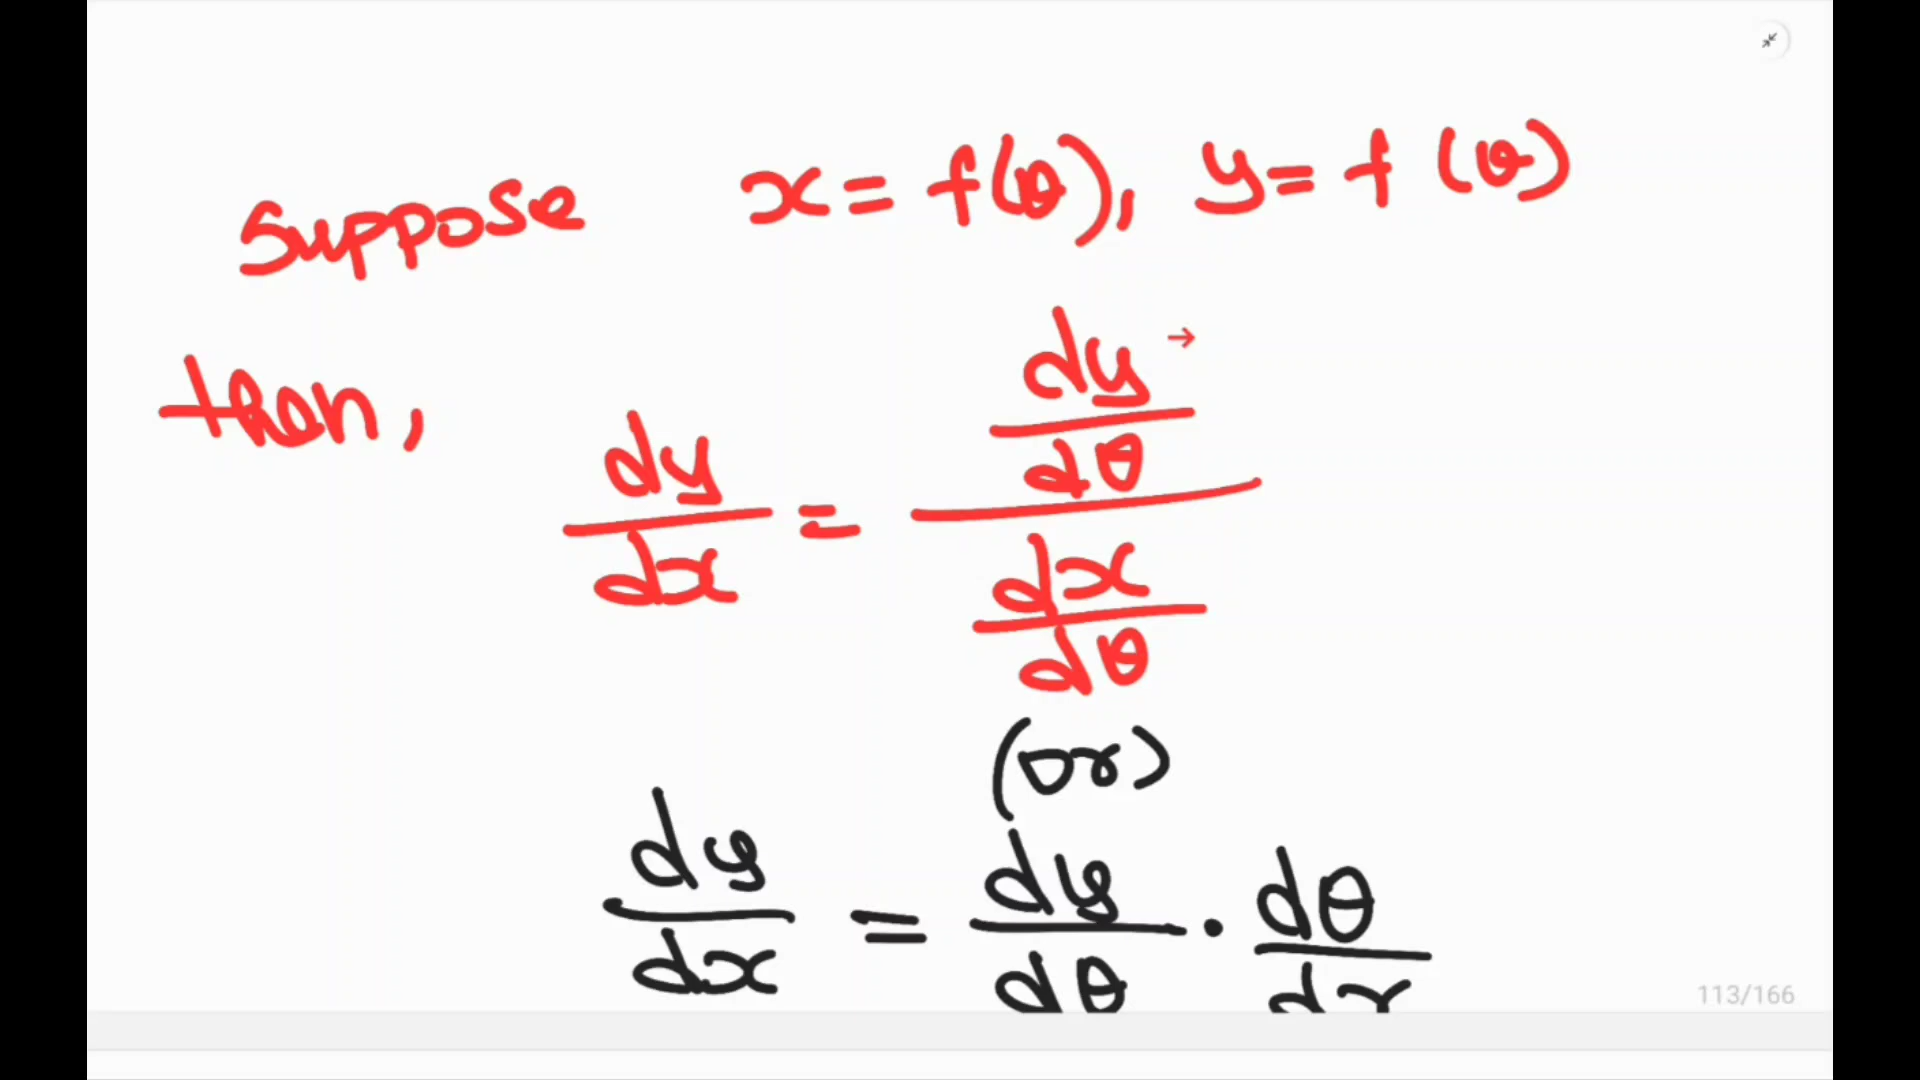 suppose x = f(θ), y = f(θ)
then, dy/dx = (dy/dθ)/(dx/dθ) →
(or)
dy/dx = dy/dθ · dθ/dx
113/166